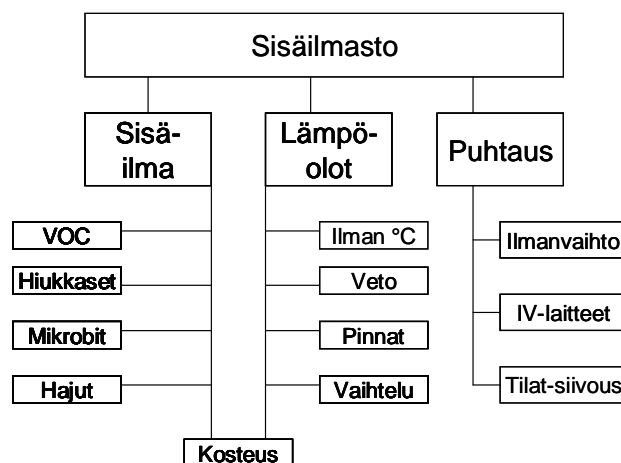 Sisäilmasto
Sisä-
ilma
Lämpö-
olot
Puhtaus
VOC
Hiukkaset
Mikrobit
Hajut
Ilman °C
Veto
Pinnat
Vaihtelu
Kosteus
Ilmanvaihto
IV-laitteet
Tilat-siivous